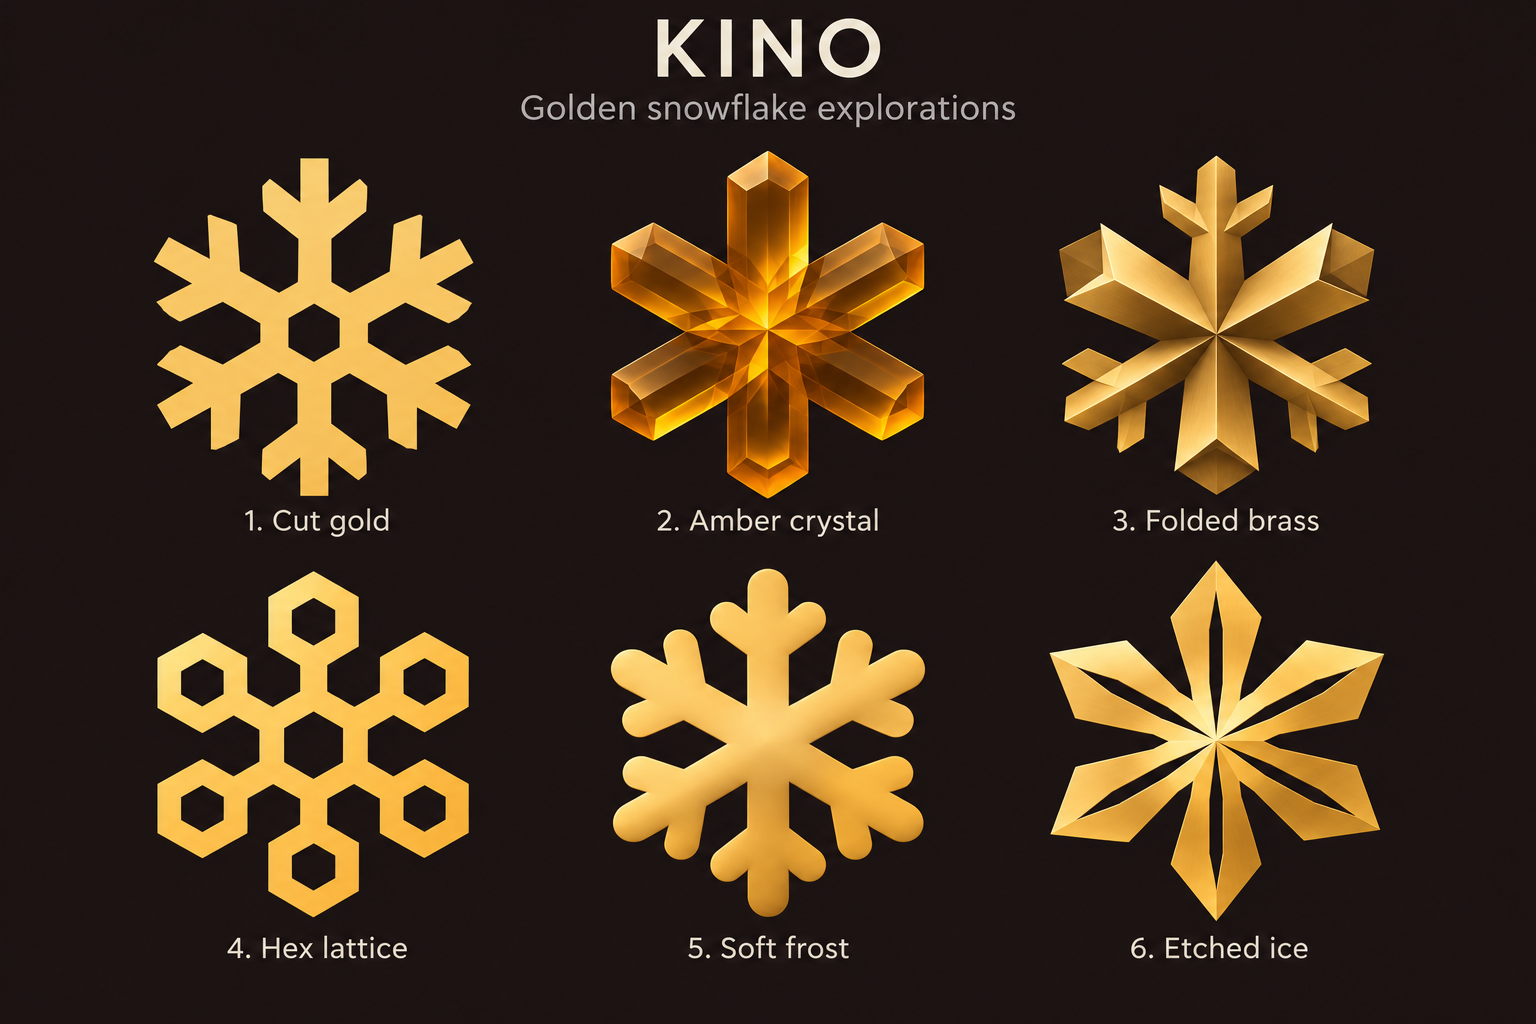 KINO
Golden snowflake explorations
1. Cut gold
2. Amber crystal
3. Folded brass
4. Hex lattice
5. Soft frost
6. Etched ice